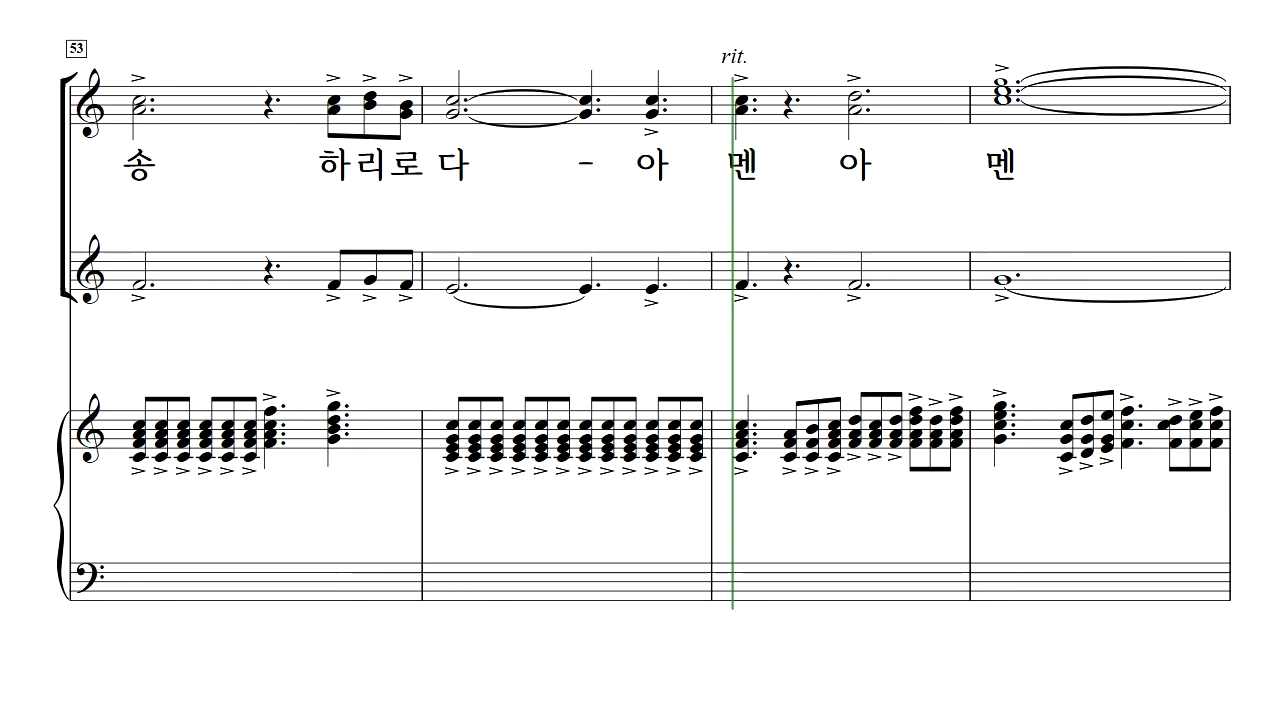 53
rit.
송 하리로 다 - 아 멘 아 멘